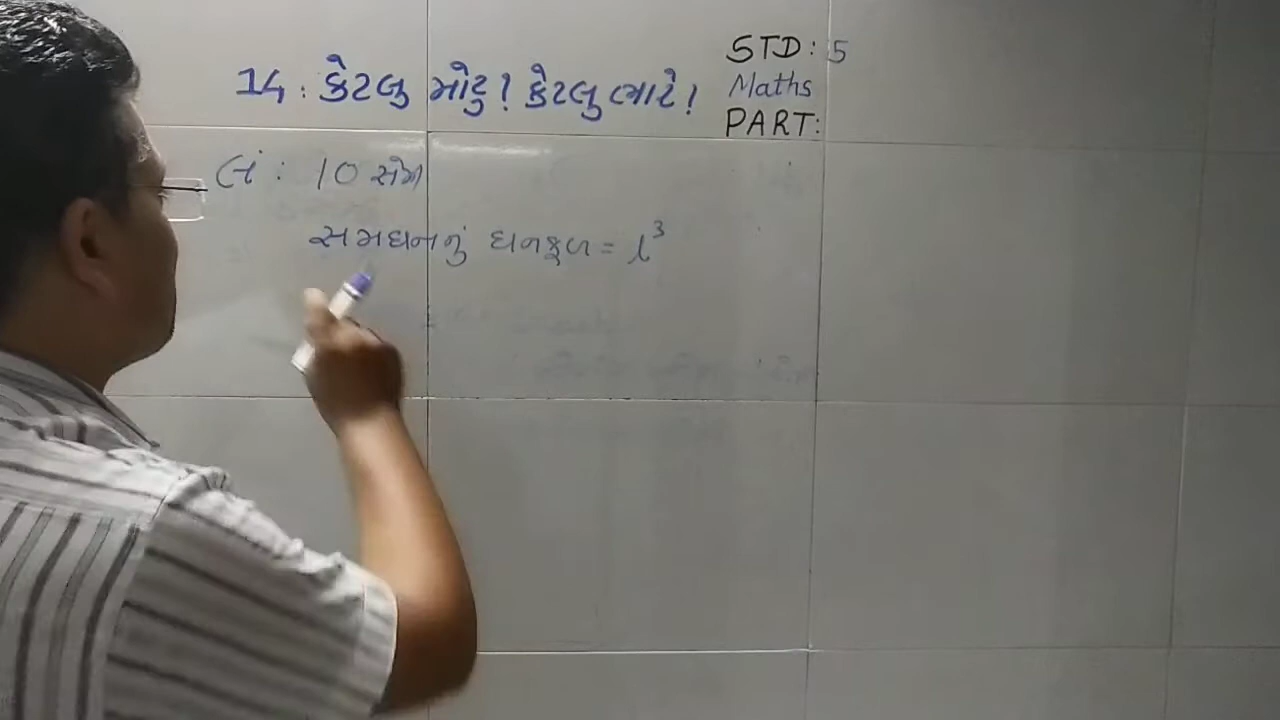 14 : કેટલુ મોટુ! કેટલુ ભારે!
STD: 5
Maths
PART:
લં : 10 સેમી
સમઘનનું ઘનફળ = l³